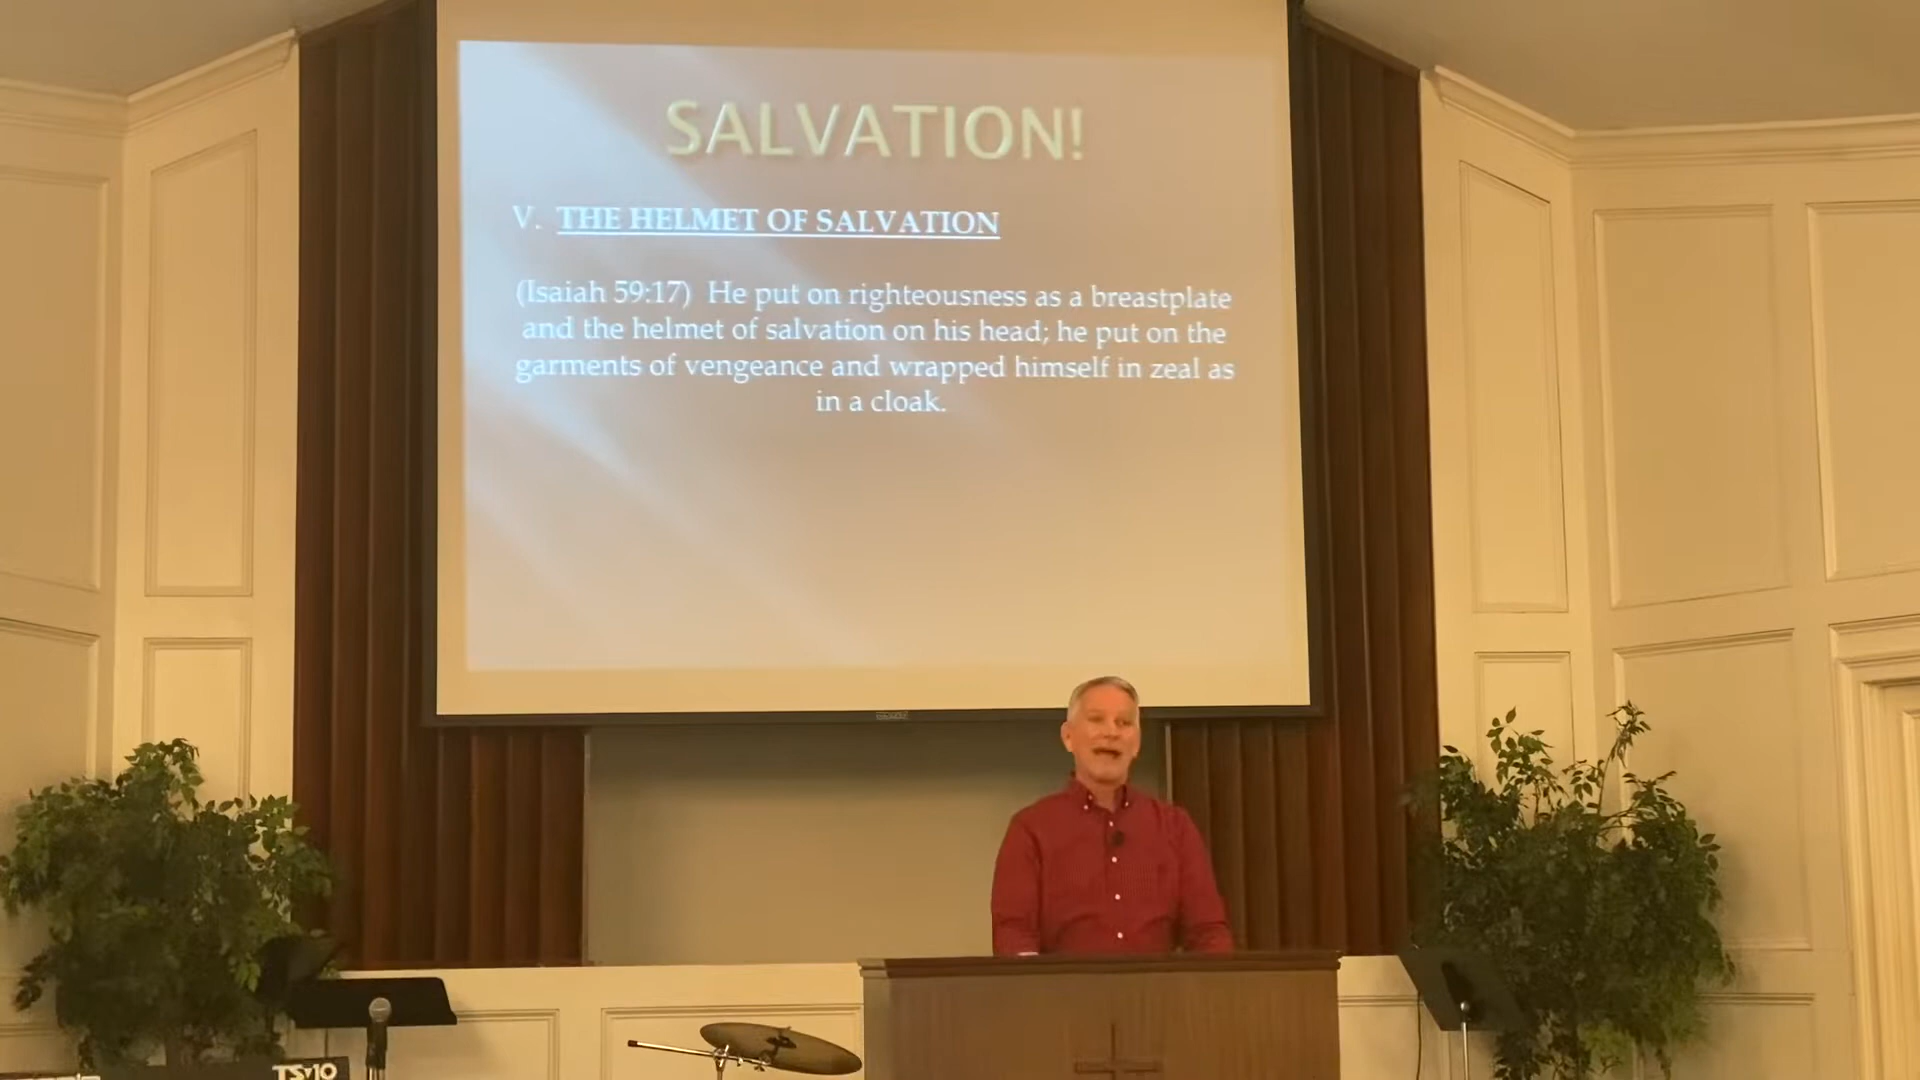 SALVATION!
V. THE HELMET OF SALVATION
(Isaiah 59:17) He put on righteousness as a breastplate
and the helmet of salvation on his head; he put on the
garments of vengeance and wrapped himself in zeal as
in a cloak.
TSV10